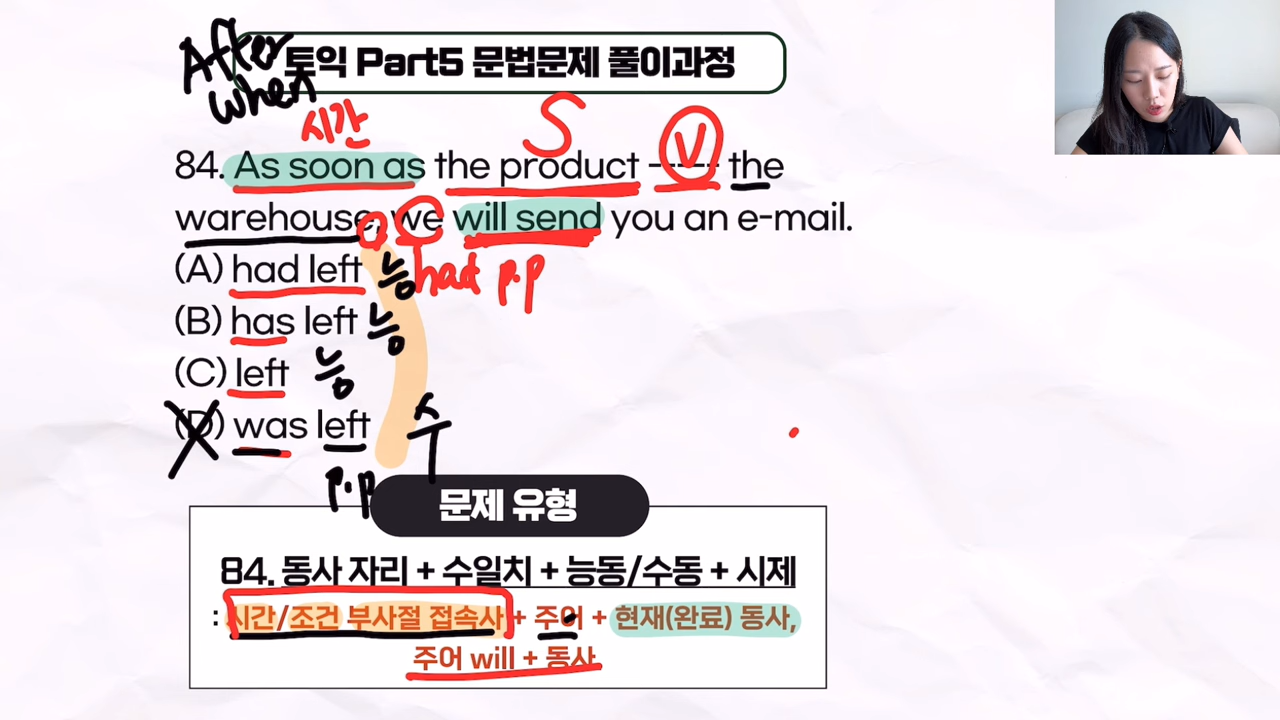 After
when
토익 Part5 문법문제 풀이과정
시간 S V
84. As soon as the product ----- the
warehouse, we will send you an e-mail.
(A) had left 능 had p.p
(B) has left 능
(C) left 능
(D) was left 수
p.p
문제 유형
84. 동사 자리 + 수일치 + 능동/수동 + 시제
: 시간/조건 부사절 접속사 + 주어 + 현재(완료) 동사,
주어 will + 동사